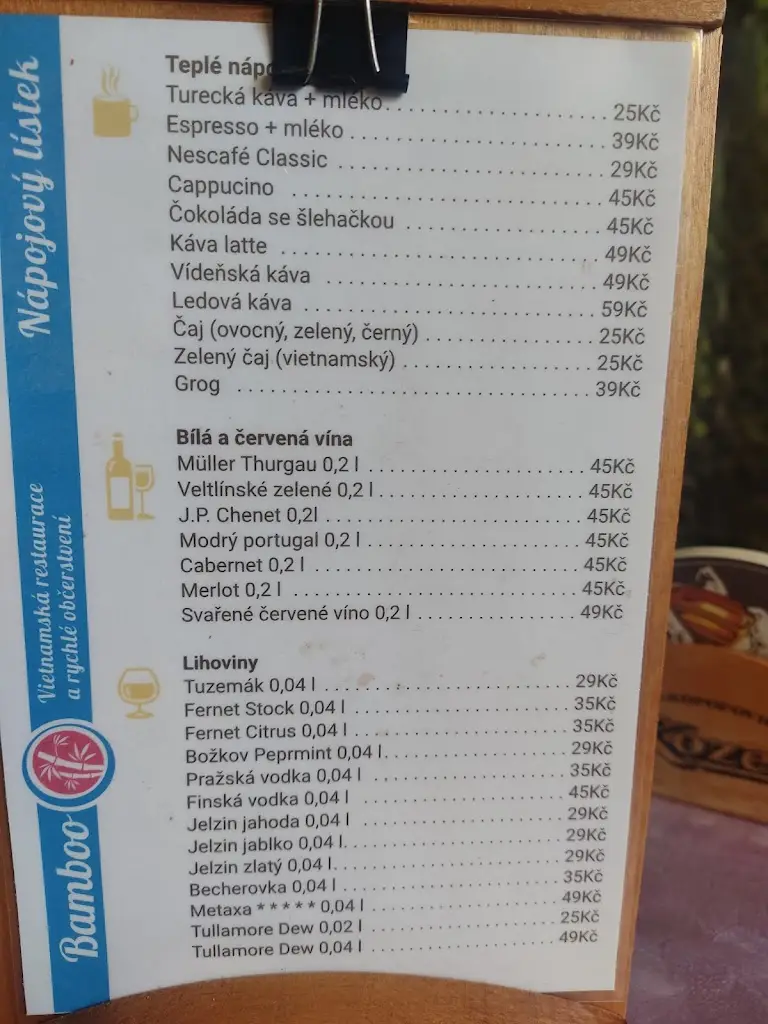 Nápojový lístek
Vietnamská restaurace
a rychlé občerstvení
Bamboo
Teplé nápo
Turecká káva + mléko 25Kč
Espresso + mléko 39Kč
Nescafé Classic 29Kč
Cappucino 45Kč
Čokoláda se šlehačkou 45Kč
Káva latte 49Kč
Vídeňská káva 49Kč
Ledová káva 59Kč
Čaj (ovocný, zelený, černý) 25Kč
Zelený čaj (vietnamský) 25Kč
Grog 39Kč
Bílá a červená vína
Müller Thurgau 0,2 l 45Kč
Veltlínské zelené 0,2 l 45Kč
J.P. Chenet 0,2l 45Kč
Modrý portugal 0,2 l 45Kč
Cabernet 0,2 l 45Kč
Merlot 0,2 l 45Kč
Svařené červené víno 0,2 l 49Kč
Lihoviny
Tuzemák 0,04 l 29Kč
Fernet Stock 0,04 l 35Kč
Fernet Citrus 0,04 l 35Kč
Božkov Peprmint 0,04 l 29Kč
Pražská vodka 0,04 l 35Kč
Finská vodka 0,04 l 45Kč
Jelzin jahoda 0,04 l 29Kč
Jelzin jablko 0,04 l 29Kč
Jelzin zlatý 0,04 l 29Kč
Becherovka 0,04 l 35Kč
Metaxa * * * * * 0,04 l 49Kč
Tullamore Dew 0,02 l 25Kč
Tullamore Dew 0,04 l 49Kč
Koze